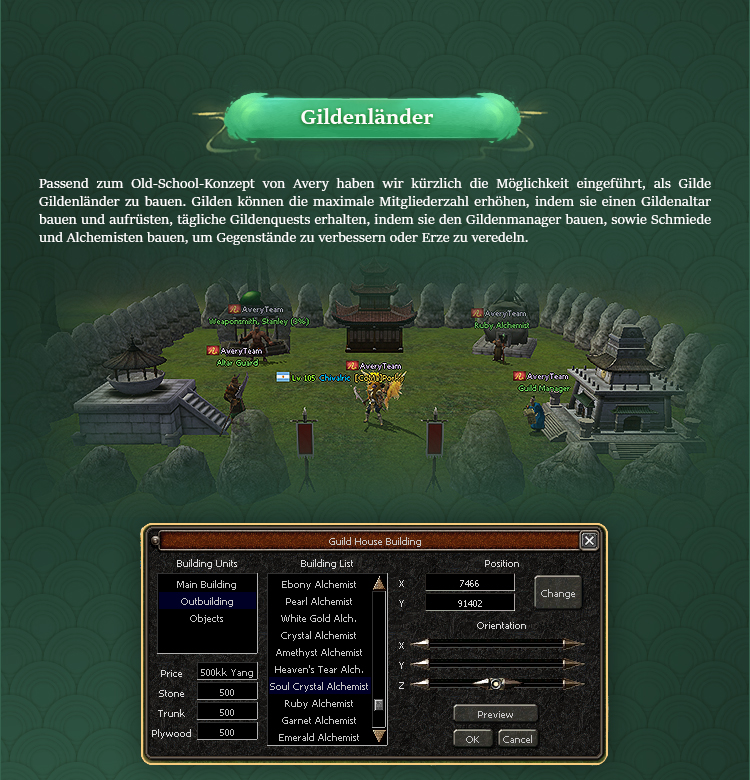 Gildenländer
Passend zum Old-School-Konzept von Avery haben wir kürzlich die Möglichkeit eingeführt, als Gilde
Gildenländer zu bauen. Gilden können die maximale Mitgliederzahl erhöhen, indem sie einen Gildenaltar
bauen und aufrüsten, tägliche Gildenquests erhalten, indem sie den Gildenmanager bauen, sowie Schmiede
und Alchemisten bauen, um Gegenstände zu verbessern oder Erze zu veredeln.
AveryTeam
Weaponsmith, Stanley (3%)
AveryTeam
Ruby Alchemist
AveryTeam
Altar Guard
AveryTeam
Lv 105 Chivalric
AveryTeam
Guild Manager
Guild House Building
Building Units
Main Building
Outbuilding
Objects
Price 500kk Yang
Stone 500
Trunk 500
Plywood 500
Building List
Ebony Alchemist
Pearl Alchemist
White Gold Alch.
Crystal Alchemist
Amethyst Alchemist
Heaven's Tear Alch.
Soul Crystal Alchemist
Ruby Alchemist
Garnet Alchemist
Emerald Alchemist
Position
X 7466
Y 91402
Change
Orientation
X
Y
Z
Preview
OK Cancel